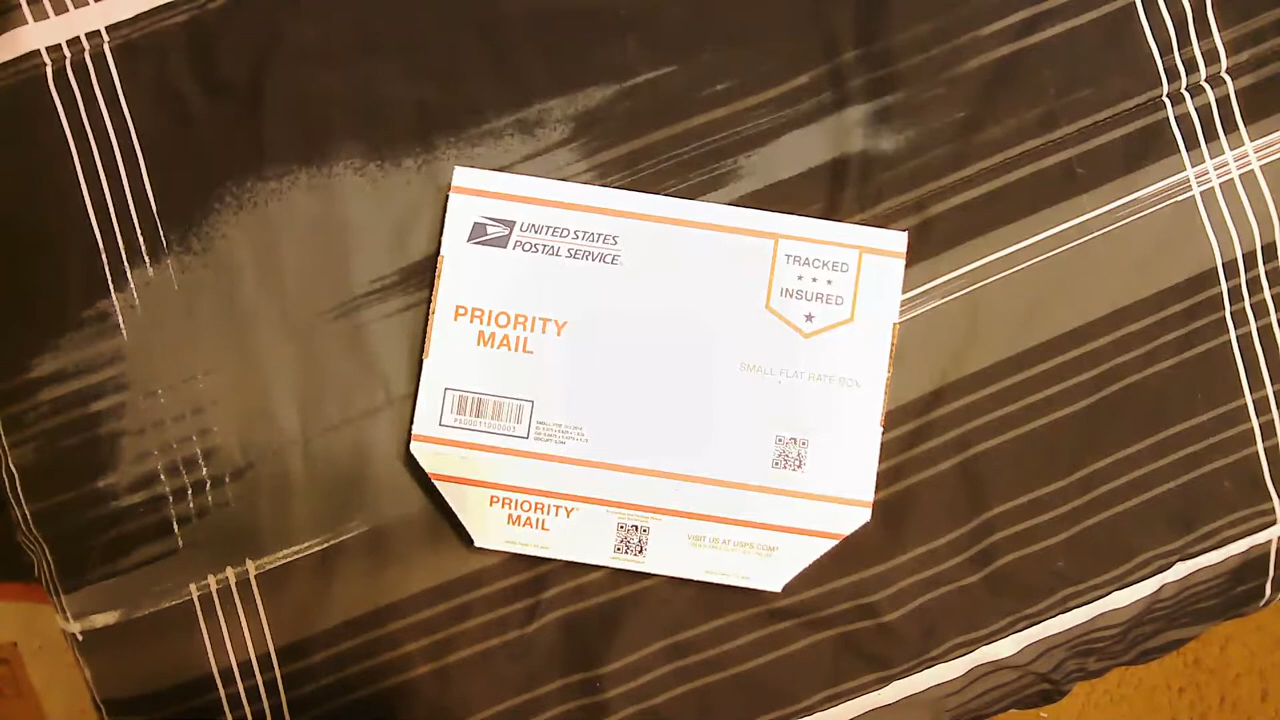 UNITED STATES
POSTAL SERVICE
TRACKED
INSURED
PRIORITY
MAIL
SMALL FLAT RATE BOX
PS00011000003
PRIORITY®
MAIL
VISIT US AT USPS.COM®